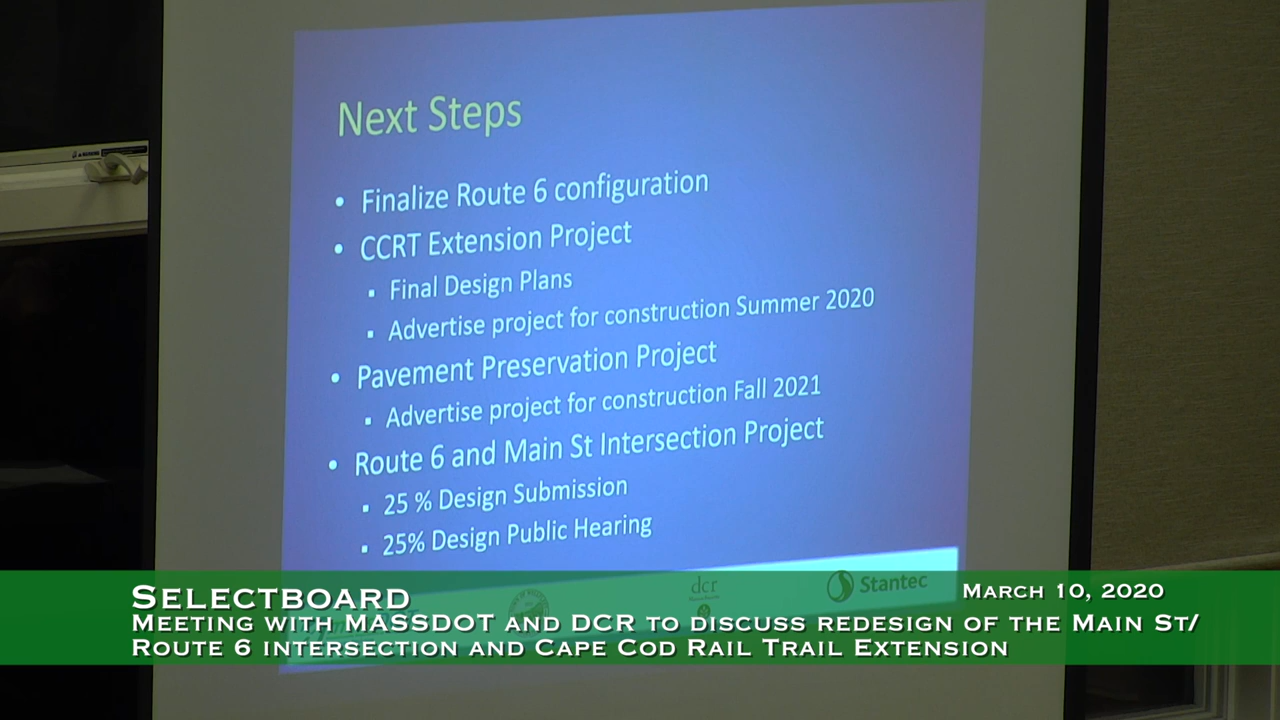 Next Steps
• Finalize Route 6 configuration
• CCRT Extension Project
▪ Final Design Plans
▪ Advertise project for construction Summer 2020
• Pavement Preservation Project
▪ Advertise project for construction Fall 2021
• Route 6 and Main St Intersection Project
▪ 25 % Design Submission
▪ 25% Design Public Hearing
dcr
Stantec
SELECTBOARD
MARCH 10, 2020
MEETING WITH MASSDOT AND DCR TO DISCUSS REDESIGN OF THE MAIN ST/
ROUTE 6 INTERSECTION AND CAPE COD RAIL TRAIL EXTENSION